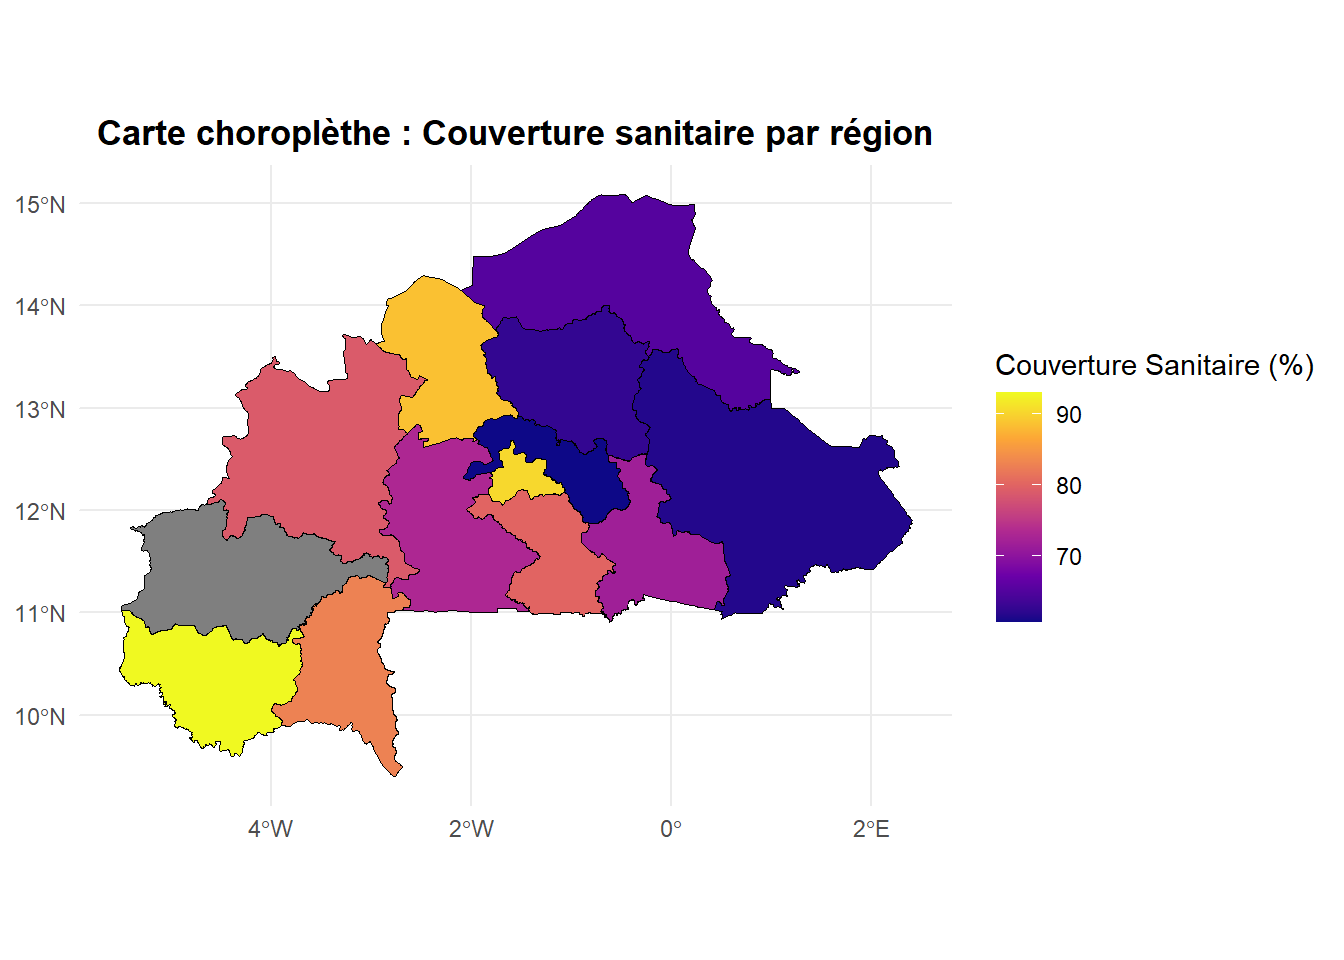 Carte choroplèthe : Couverture sanitaire par région
15°N
14°N
13°N
12°N
11°N
10°N
4°W
2°W
0°
2°E
Couverture Sanitaire (%)
90
80
70